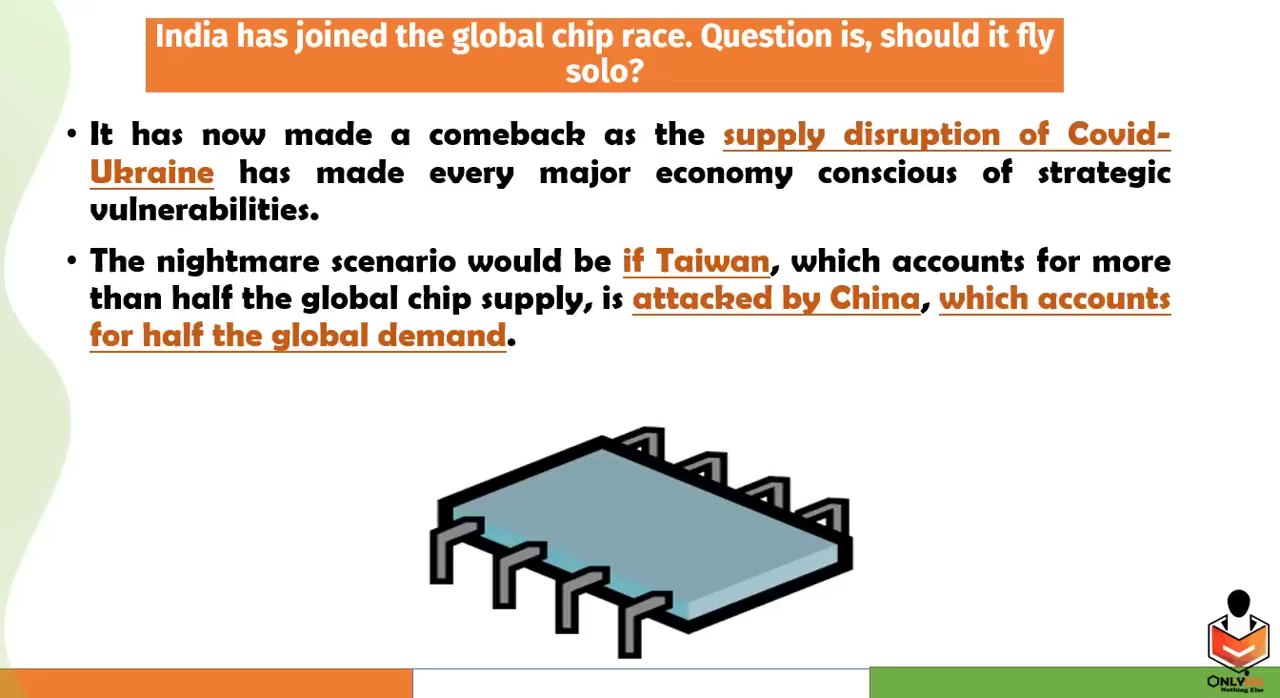 India has joined the global chip race. Question is, should it fly
solo?
• It has now made a comeback as the supply disruption of Covid-
Ukraine has made every major economy conscious of strategic
vulnerabilities.
• The nightmare scenario would be if Taiwan, which accounts for more
than half the global chip supply, is attacked by China, which accounts
for half the global demand.
Nothing Else